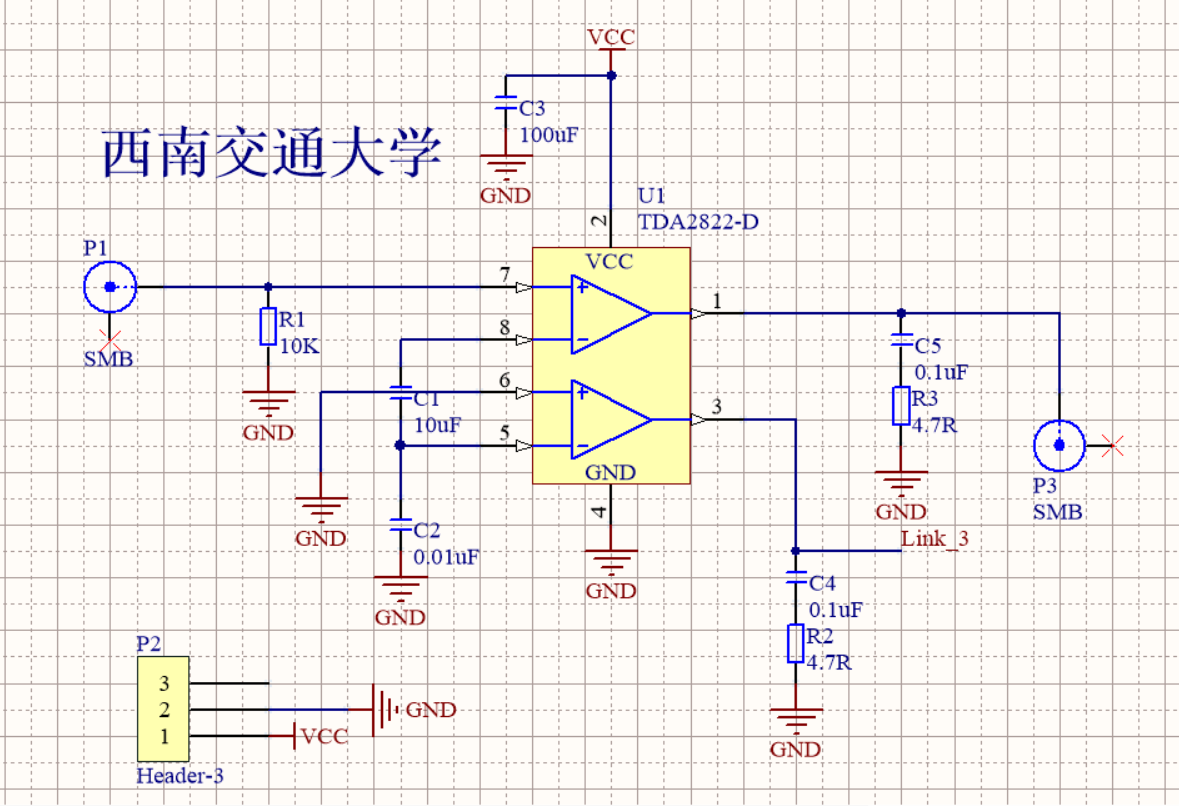 VCC
C3
100uF
GND
西南交通大学
U1
TDA2822-D
2
VCC
P1
SMB
R1
10K
GND
7
8
6
5
C1
10uF
GND
C2
0.01uF
GND
GND
4
GND
1
3
C5
0.1uF
R3
4.7R
GND
P3
SMB
Link_3
C4
0.1uF
R2
4.7R
GND
P2
3
2
GND
1
VCC
Header-3